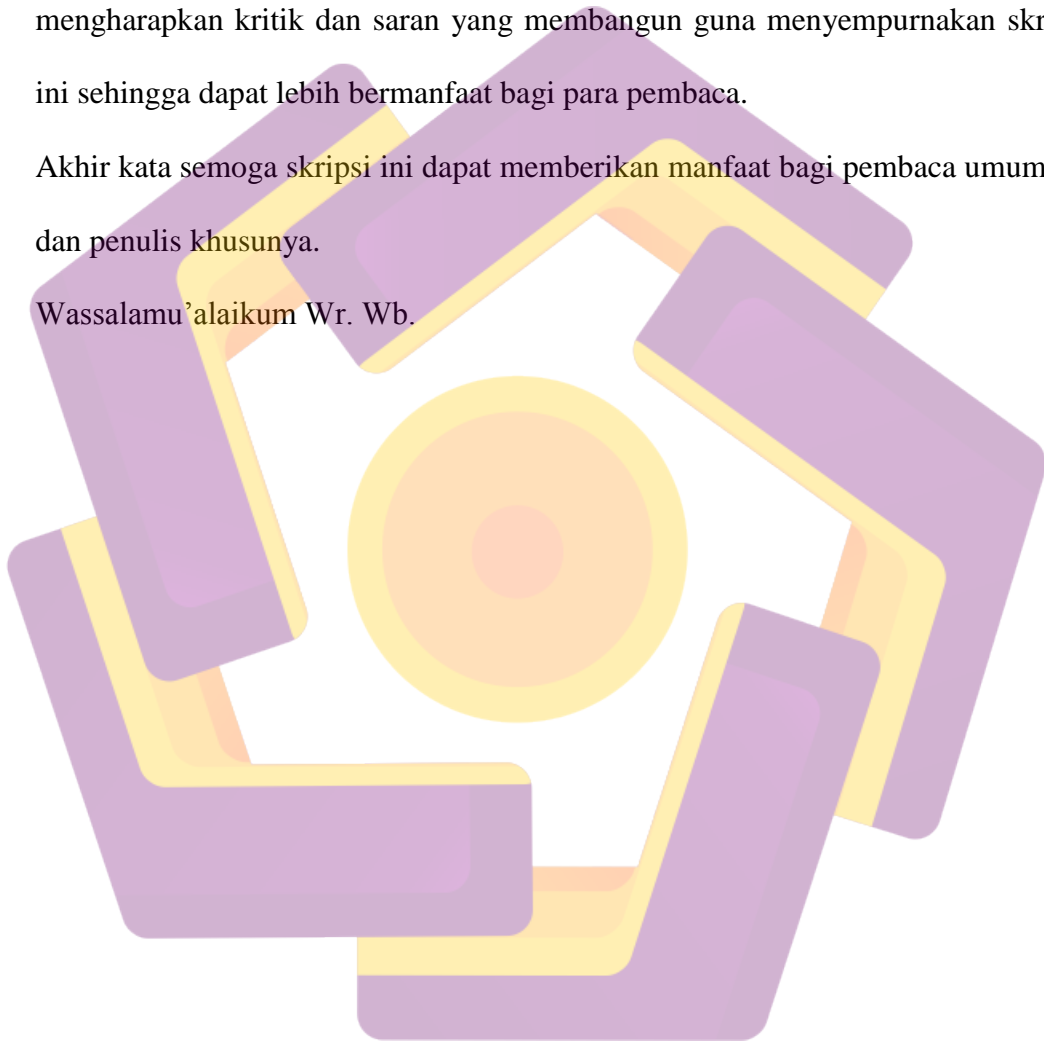 mengharapkan kritik dan saran yang membangun guna menyempurnakan skr
ini sehingga dapat lebih bermanfaat bagi para pembaca.
Akhir kata semoga skripsi ini dapat memberikan manfaat bagi pembaca umum
dan penulis khusunya.
Wassalamu’alaikum Wr. Wb.